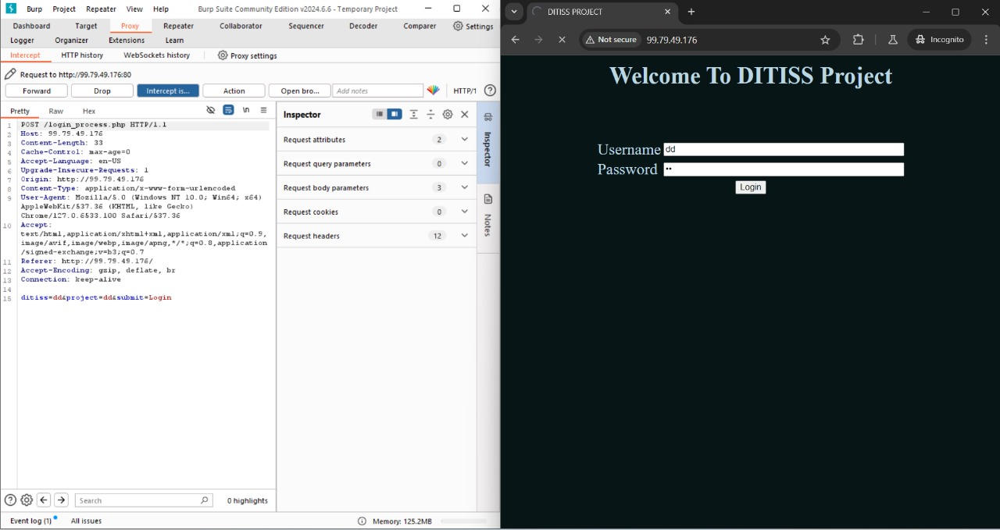 Burp Project Repeater View Help Burp Suite Community Edition v2024.6.6 - Temporary Project
Dashboard Target Proxy Repeater Collaborator Sequencer Decoder Comparer Settings
Logger Organizer Extensions Learn
Intercept HTTP history WebSockets history Proxy settings
Request to http://99.79.49.176:80
Forward Drop Intercept is... Action Open bro... Add notes HTTP/1
Pretty Raw Hex \n
1 POST /login_process.php HTTP/1.1
2 Host: 99.79.49.176
3 Content-Length: 33
4 Cache-Control: max-age=0
5 Accept-Language: en-US
6 Upgrade-Insecure-Requests: 1
7 Origin: http://99.79.49.176
8 Content-Type: application/x-www-form-urlencoded
9 User-Agent: Mozilla/5.0 (Windows NT 10.0; Win64; x64)
AppleWebKit/537.36 (KHTML, like Gecko)
Chrome/127.0.6533.100 Safari/537.36
10 Accept:
text/html,application/xhtml+xml,application/xml;q=0.9,
image/avif,image/webp,image/apng,*/*;q=0.8,application
/signed-exchange;v=b3;q=0.7
11 Referer: http://99.79.49.176/
12 Accept-Encoding: gzip, deflate, br
13 Connection: keep-alive
14
15 ditiss=dd&project=dd&submit=Login
Inspector
Request attributes 2
Request query parameters 0
Request body parameters 3
Request cookies 0
Request headers 12
Inspector
Notes
Search 0 highlights
Event log (1) All issues Memory: 125.2MB
DITISS PROJECT
Not secure 99.79.49.176 Incognito
Welcome To DITISS Project
Username dd
Password ••
Login